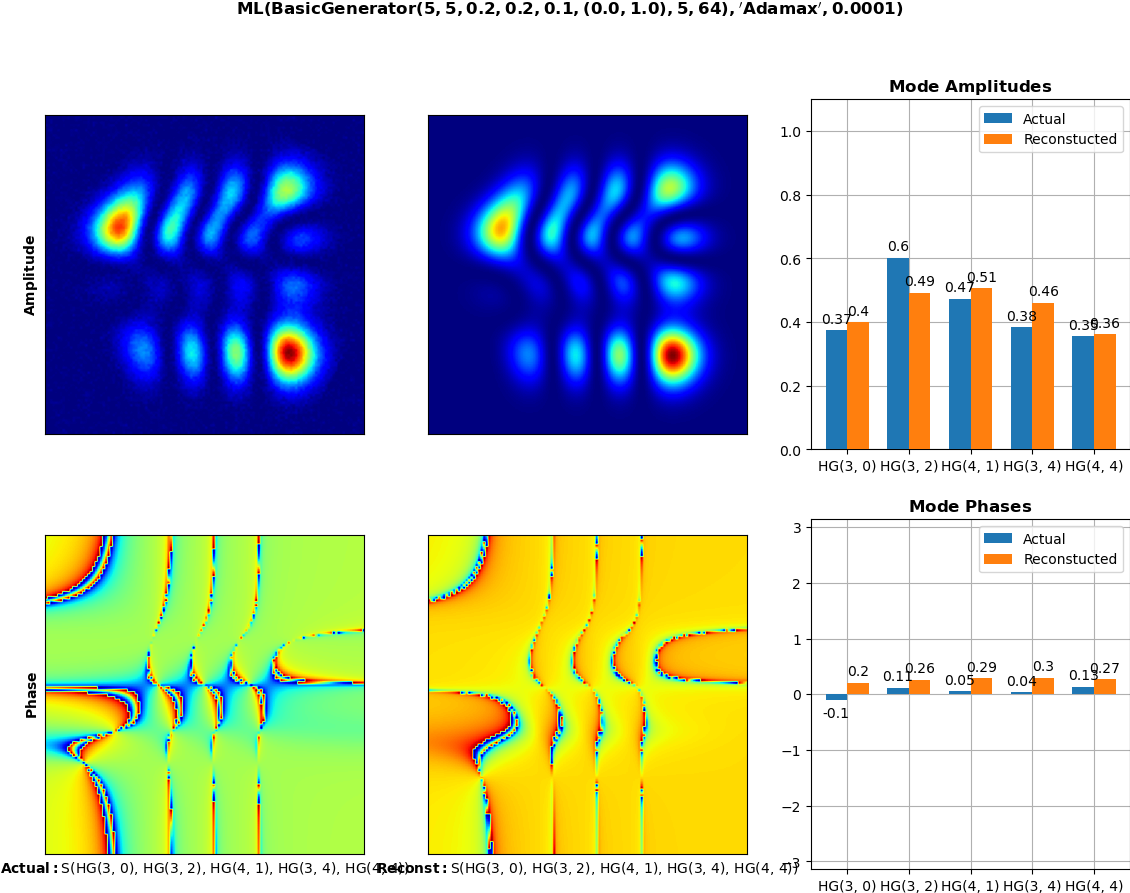 ML(BasicGenerator(5, 5, 0.2, 0.2, 0.1, (0.0, 1.0), 5, 64), ′Adamax′, 0.0001)
Mode Amplitudes
Actual
Reconstucted
1.0
0.8
0.6
0.4
0.2
0.0
0.37
0.4
0.6
0.49
0.47
0.51
0.38
0.46
0.35
0.36
HG(3, 0) HG(3, 2) HG(4, 1) HG(3, 4) HG(4, 4)
Amplitude
Mode Phases
Actual
Reconstucted
3
2
1
0
−1
−2
−3
-0.1
0.2
0.11
0.26
0.05
0.29
0.04
0.3
0.13
0.27
HG(3, 0) HG(3, 2) HG(4, 1) HG(3, 4) HG(4, 4)
Phase
Actual: S(HG(3, 0), HG(3, 2), HG(4, 1), HG(3, 4), HG(4, 4))
Reconst: S(HG(3, 0), HG(3, 2), HG(4, 1), HG(3, 4), HG(4, 4))